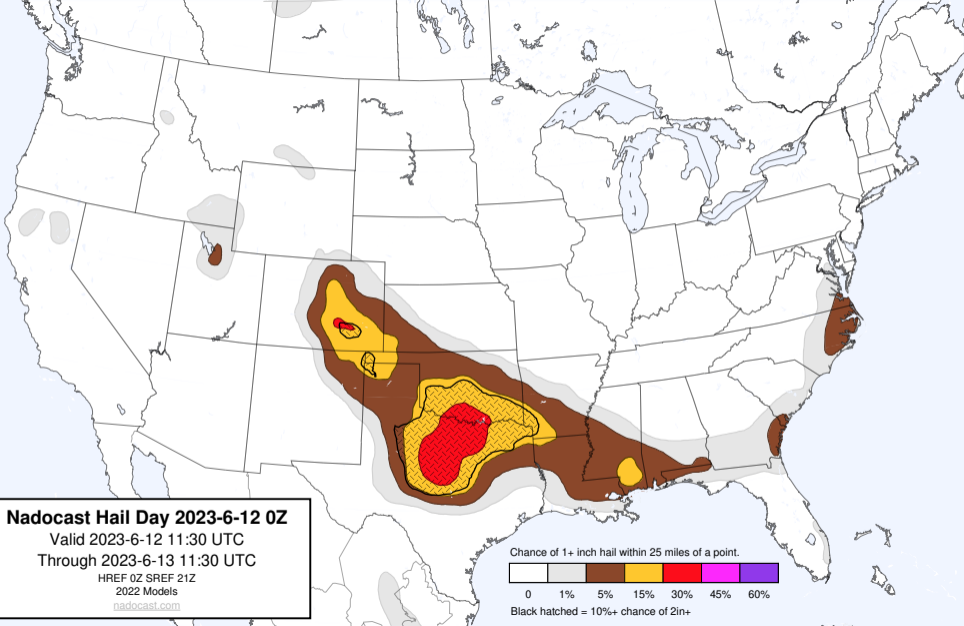 Nadocast Hail Day 2023-6-12 0Z
Valid 2023-6-12 11:30 UTC
Through 2023-6-13 11:30 UTC
HREF 0Z SREF 21Z
2022 Models
nadocast.com
Chance of 1+ inch hail within 25 miles of a point.
0 1% 5% 15% 30% 45% 60%
Black hatched = 10%+ chance of 2in+